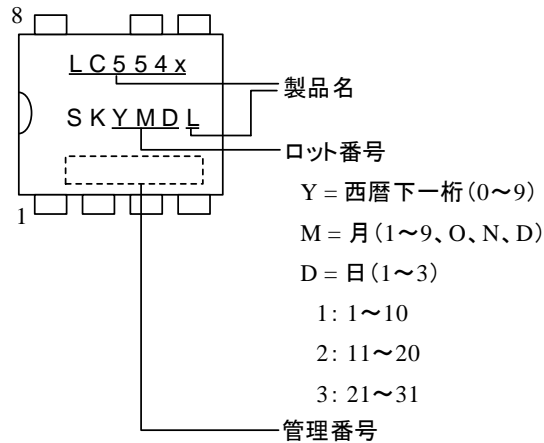 8
LC554x
製品名
SKYMDL
ロット番号
Y = 西暦下一桁(0～9)
1
M = 月(1～9、O、N、D)
D = 日(1～3)
1: 1～10
2: 11～20
3: 21～31
管理番号